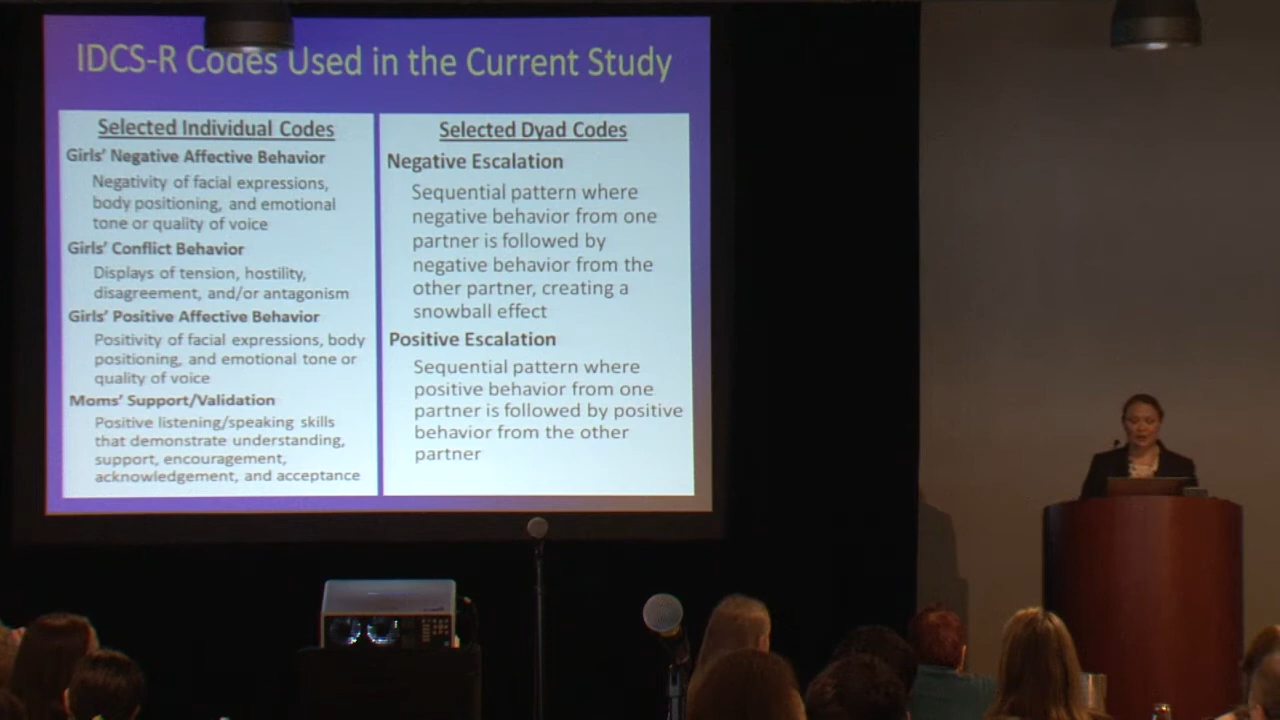 IDCS-R Codes Used in the Current Study
Selected Individual Codes
Girls' Negative Affective Behavior
Negativity of facial expressions,
body positioning, and emotional
tone or quality of voice
Girls' Conflict Behavior
Displays of tension, hostility,
disagreement, and/or antagonism
Girls' Positive Affective Behavior
Positivity of facial expressions, body
positioning, and emotional tone or
quality of voice
Moms' Support/Validation
Positive listening/speaking skills
that demonstrate understanding,
support, encouragement,
acknowledgement, and acceptance
Selected Dyad Codes
Negative Escalation
Sequential pattern where
negative behavior from one
partner is followed by
negative behavior from the
other partner, creating a
snowball effect
Positive Escalation
Sequential pattern where
positive behavior from one
partner is followed by positive
behavior from the other
partner